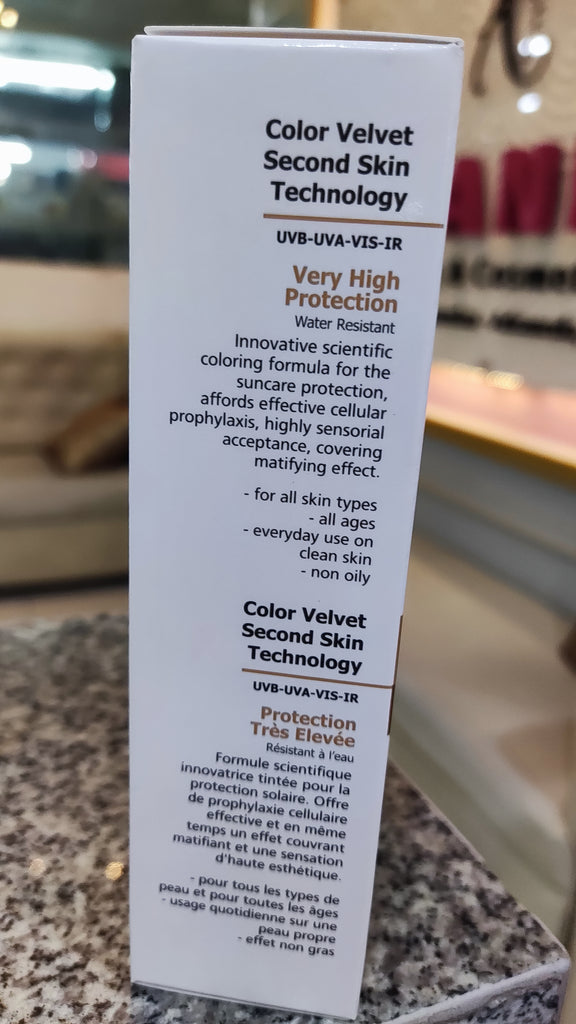 Color Velvet
Second Skin
Technology
UVB-UVA-VIS-IR
Very High
Protection
Water Resistant
Innovative scientific
coloring formula for the
suncare protection,
affords effective cellular
prophylaxis, highly sensorial
acceptance, covering
matifying effect.
- for all skin types
- all ages
- everyday use on
clean skin
- non oily
Color Velvet
Second Skin
Technology
UVB-UVA-VIS-IR
Protection
Très Elevée
Résistant à l'eau
Formule scientifique
innovatrice tintée pour la
protection solaire. Offre
de prophylaxie cellulaire
effective et en même
temps un effet couvrant
matifiant et une sensation
d'haute esthétique.
- pour tous les types de
peau et pour toutes les âges
- usage quotidienne sur une
peau propre
- effet non gras